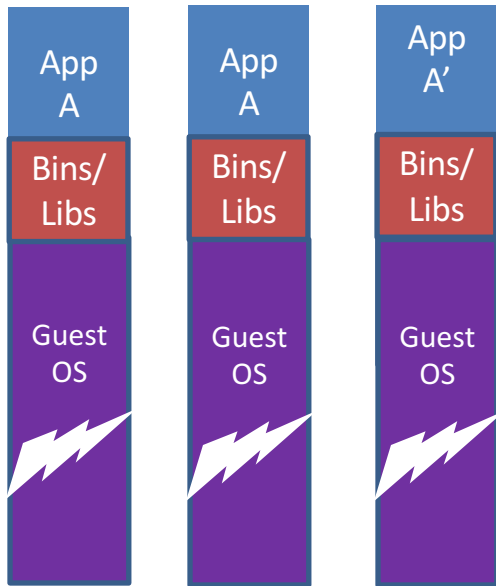 App
A
Bins/
Libs
Guest
OS
App
A
Bins/
Libs
Guest
OS
App
A’
Bins/
Libs
Guest
OS